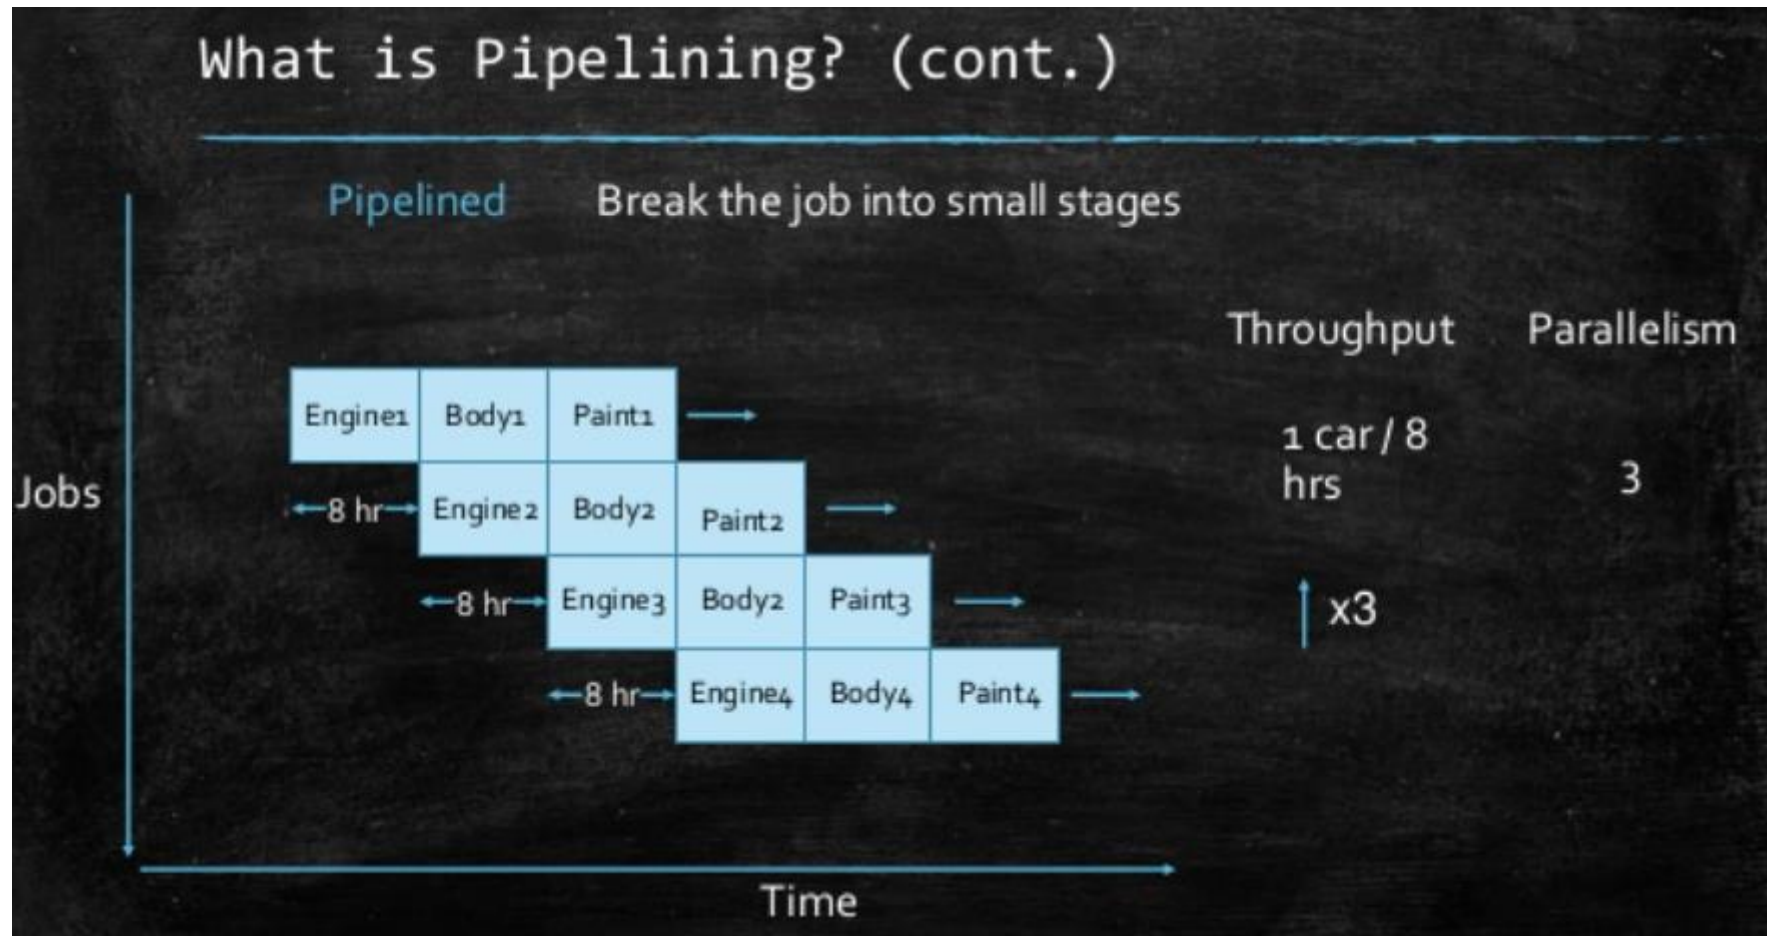 What is Pipelining? (cont.)
Pipelined Break the job into small stages
Throughput Parallelism
Engine1 Body1 Paint1
1 car / 8
hrs
3
Jobs
8 hr Engine2 Body2 Paint2
8 hr Engine3 Body2 Paint3
x3
8 hr Engine4 Body4 Paint4
Time